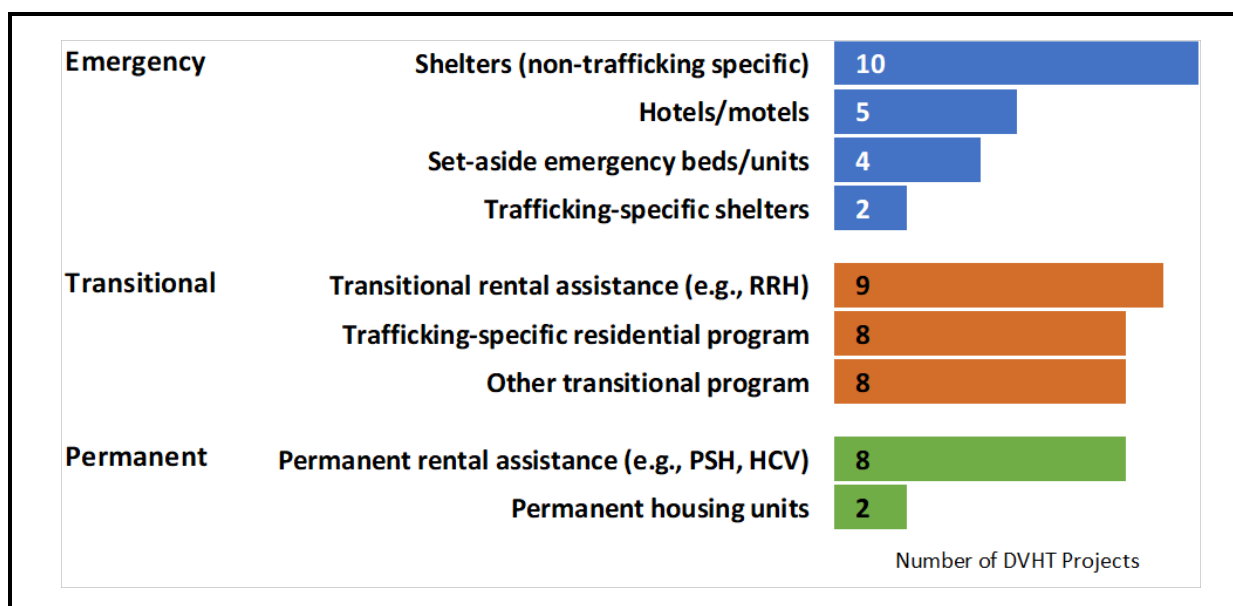 Emergency
Shelters (non-trafficking specific) 10
Hotels/motels 5
Set-aside emergency beds/units 4
Trafficking-specific shelters 2
Transitional
Transitional rental assistance (e.g., RRH) 9
Trafficking-specific residential program 8
Other transitional program 8
Permanent
Permanent rental assistance (e.g., PSH, HCV) 8
Permanent housing units 2
Number of DVHT Projects